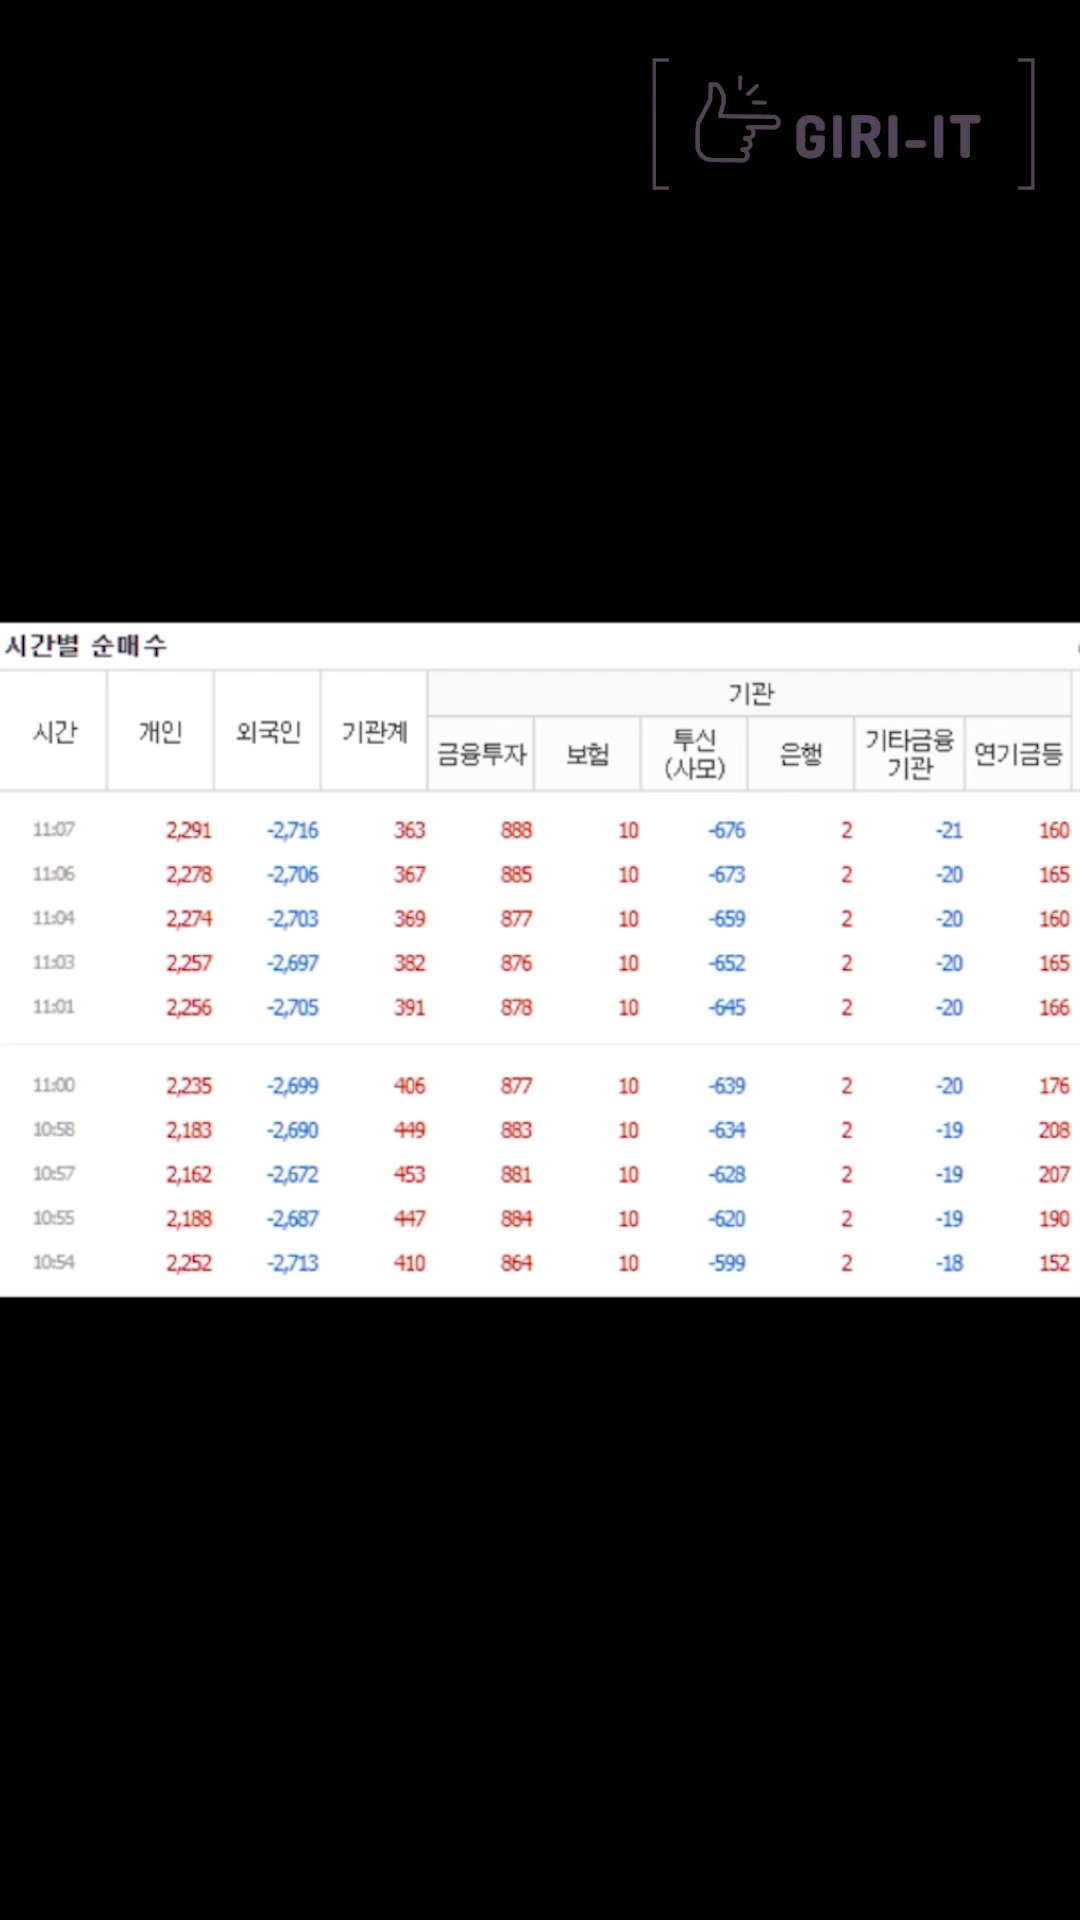 GIRI-IT
시간별 순매수
시간 개인 외국인 기관계 기관
금융투자 보험 투신(사모) 은행 기타금융기관 연기금등
11:07 2,291 -2,716 363 888 10 -676 2 -21 160
11:06 2,278 -2,706 367 885 10 -673 2 -20 165
11:04 2,274 -2,703 369 877 10 -659 2 -20 160
11:03 2,257 -2,697 382 876 10 -652 2 -20 165
11:01 2,256 -2,705 391 878 10 -645 2 -20 166
11:00 2,235 -2,699 406 877 10 -639 2 -20 176
10:58 2,183 -2,690 449 883 10 -634 2 -19 208
10:57 2,162 -2,672 453 881 10 -628 2 -19 207
10:55 2,188 -2,687 447 884 10 -620 2 -19 190
10:54 2,252 -2,713 410 864 10 -599 2 -18 152